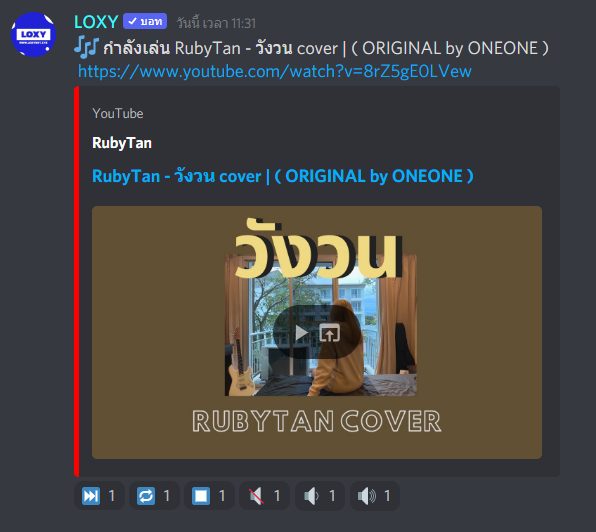 LOXY
LOXY บอท วันนี้ เวลา 11:31
🎶 กำลังเล่น RubyTan - วังวน cover | ( ORIGINAL by ONEONE )
https://www.youtube.com/watch?v=8rZ5gE0LVew
YouTube
RubyTan
RubyTan - วังวน cover | ( ORIGINAL by ONEONE )
วังวน
RUBYTAN COVER
1 1 1 1 1 1